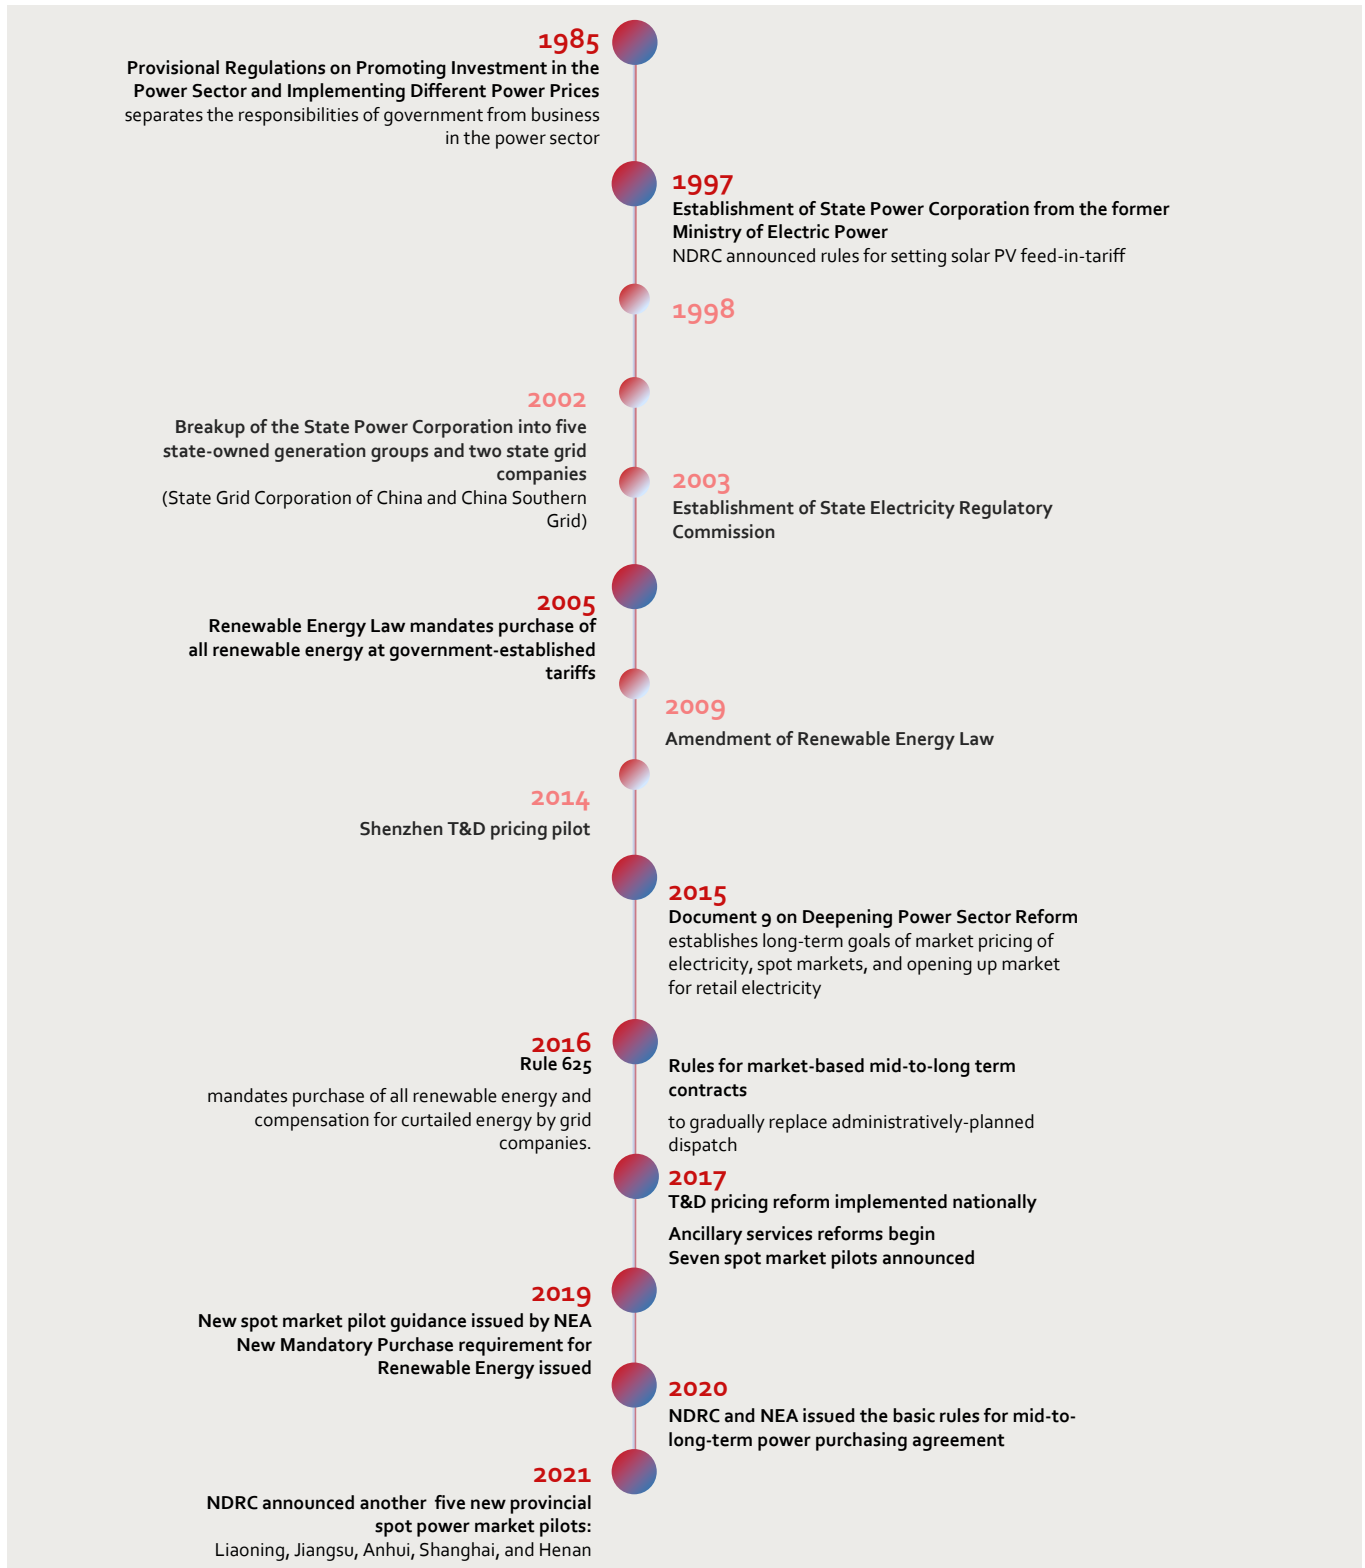 1985
Provisional Regulations on Promoting Investment in the
Power Sector and Implementing Different Power Prices
separates the responsibilities of government from business
in the power sector
1997
Establishment of State Power Corporation from the former
Ministry of Electric Power
NDRC announced rules for setting solar PV feed-in-tariff
1998
2002
Breakup of the State Power Corporation into five
state-owned generation groups and two state grid
companies
(State Grid Corporation of China and China Southern
Grid)
2003
Establishment of State Electricity Regulatory
Commission
2005
Renewable Energy Law mandates purchase of
all renewable energy at government-established
tariffs
2009
Amendment of Renewable Energy Law
2014
Shenzhen T&D pricing pilot
2015
Document 9 on Deepening Power Sector Reform
establishes long-term goals of market pricing of
electricity, spot markets, and opening up market
for retail electricity
2016
Rule 625
mandates purchase of all renewable energy and
compensation for curtailed energy by grid
companies.
Rules for market-based mid-to-long term
contracts
to gradually replace administratively-planned
dispatch
2017
T&D pricing reform implemented nationally
Ancillary services reforms begin
Seven spot market pilots announced
2019
New spot market pilot guidance issued by NEA
New Mandatory Purchase requirement for
Renewable Energy issued
2020
NDRC and NEA issued the basic rules for mid-to-
long-term power purchasing agreement
2021
NDRC announced another five new provincial
spot power market pilots:
Liaoning, Jiangsu, Anhui, Shanghai, and Henan